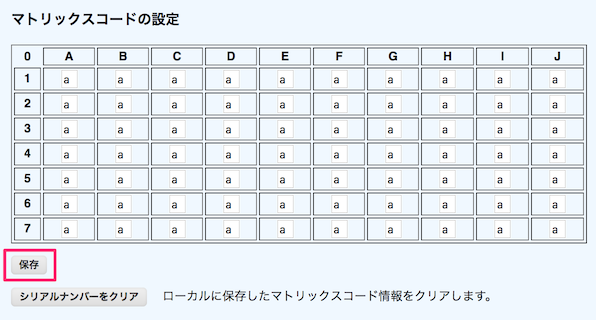 マトリックスコードの設定
0 A B C D E F G H I J
1 a a a a a a a a a a
2 a a a a a a a a a a
3 a a a a a a a a a a
4 a a a a a a a a a a
5 a a a a a a a a a a
6 a a a a a a a a a a
7 a a a a a a a a a a
保存
シリアルナンバーをクリア ローカルに保存したマトリックスコード情報をクリアします。